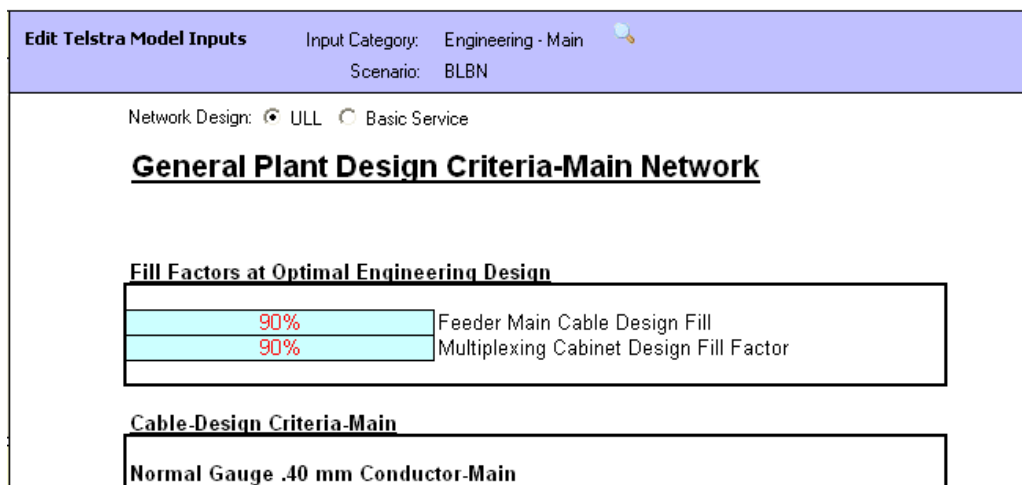 Edit Telstra Model Inputs Input Category: Engineering - Main
Scenario: BLBN
Network Design: ULL Basic Service
General Plant Design Criteria-Main Network
Fill Factors at Optimal Engineering Design
90% Feeder Main Cable Design Fill
90% Multiplexing Cabinet Design Fill Factor
Cable-Design Criteria-Main
Normal Gauge .40 mm Conductor-Main